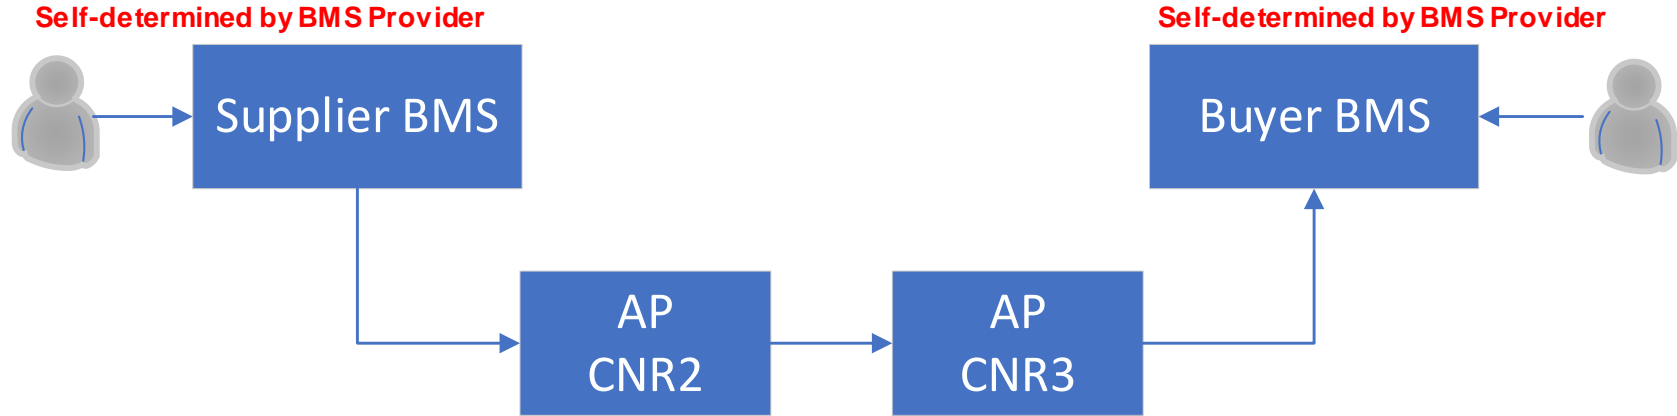 Self-determined by BMS Provider
Self-determined by BMS Provider
Supplier BMS
Buyer BMS
AP
CNR2
AP
CNR3